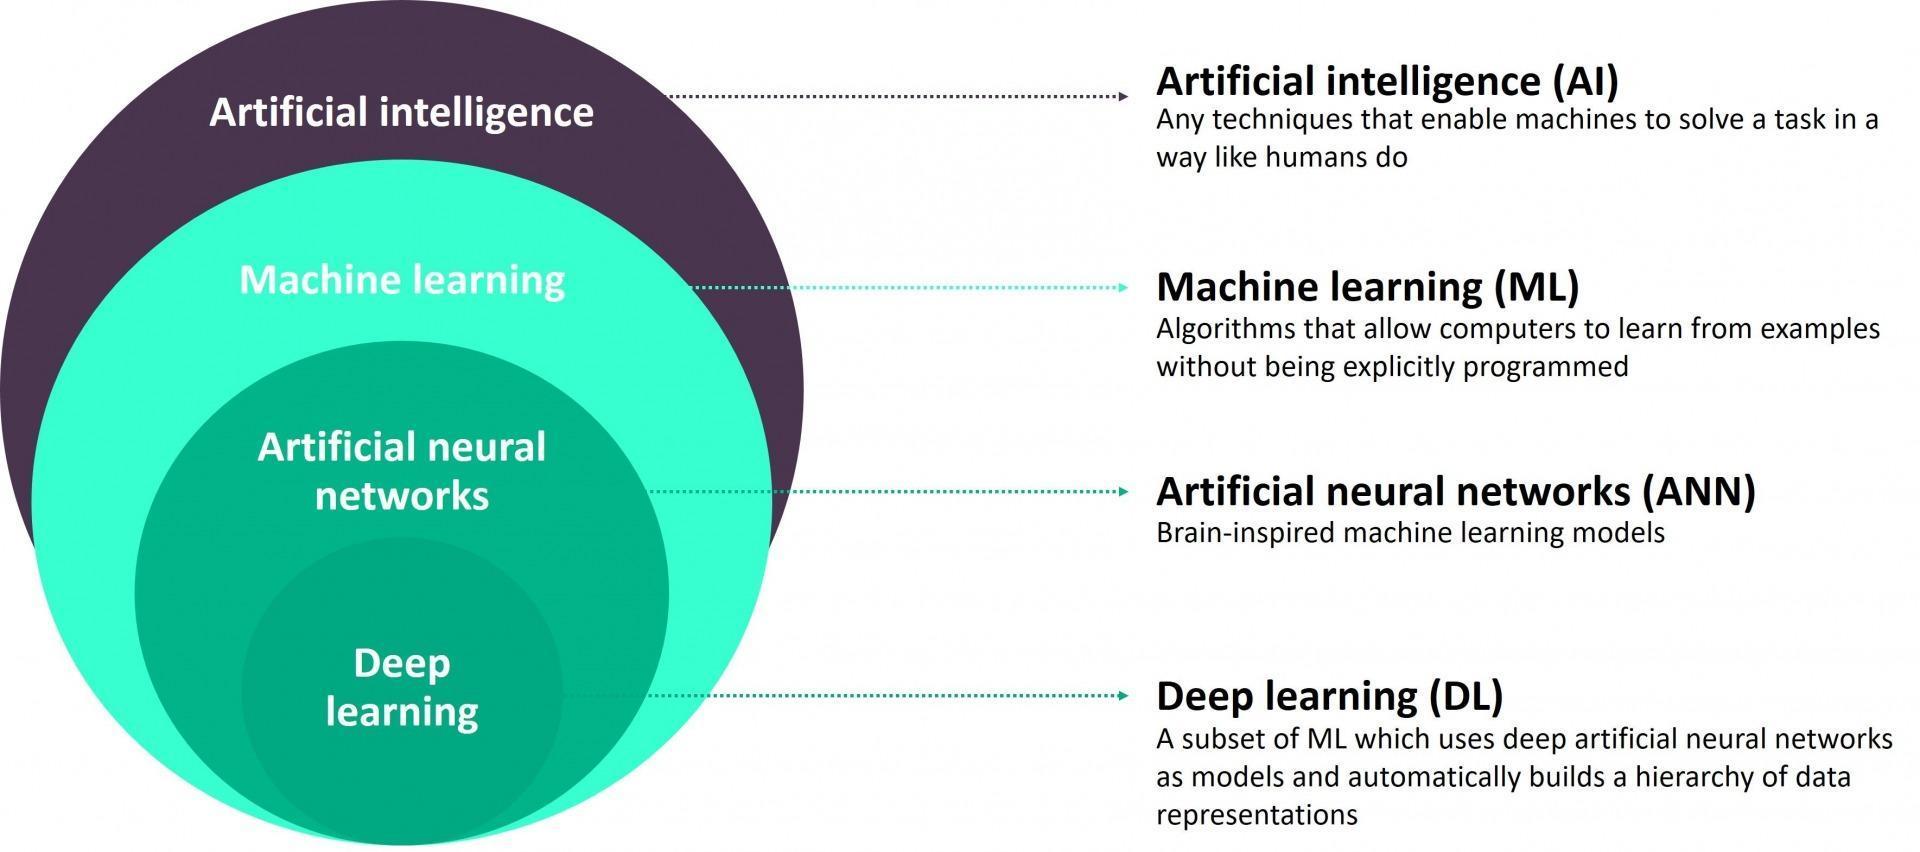 Artificial intelligence
Machine learning
Artificial neural
networks
Deep
learning
Artificial intelligence (AI)
Any techniques that enable machines to solve a task in a
way like humans do
Machine learning (ML)
Algorithms that allow computers to learn from examples
without being explicitly programmed
Artificial neural networks (ANN)
Brain-inspired machine learning models
Deep learning (DL)
A subset of ML which uses deep artificial neural networks
as models and automatically builds a hierarchy of data
representations